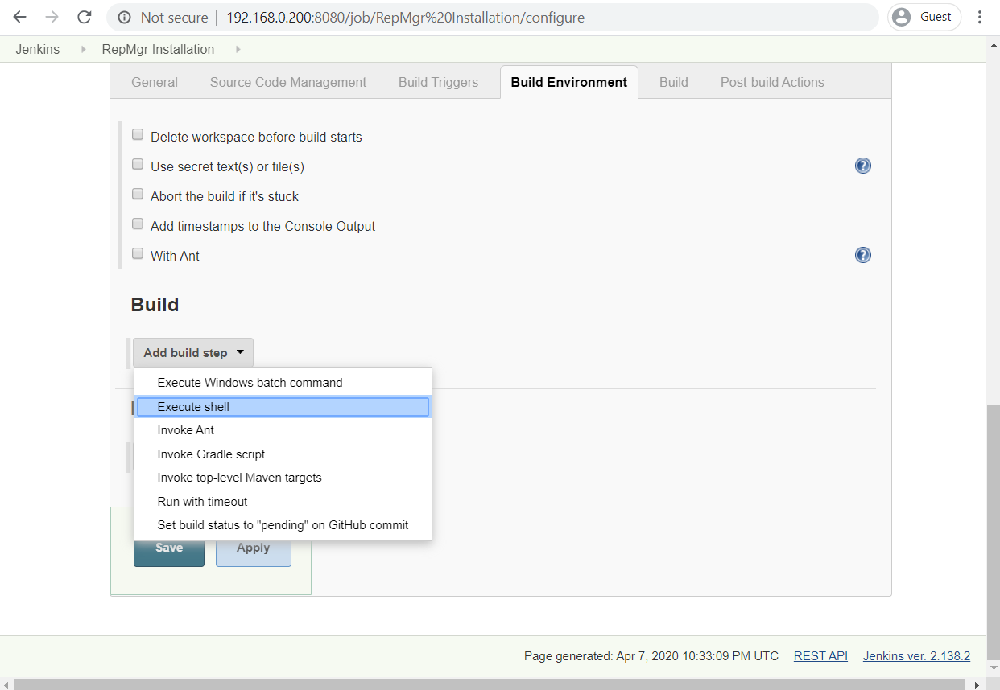 Not secure | 192.168.0.200:8080/job/RepMgr%20Installation/configure Guest
Jenkins RepMgr Installation
General Source Code Management Build Triggers Build Environment Build Post-build Actions
Delete workspace before build starts
Use secret text(s) or file(s)
Abort the build if it's stuck
Add timestamps to the Console Output
With Ant
Build
Add build step
Execute Windows batch command
Execute shell
Invoke Ant
Invoke Gradle script
Invoke top-level Maven targets
Run with timeout
Set build status to "pending" on GitHub commit
Save Apply
Page generated: Apr 7, 2020 10:33:09 PM UTC REST API Jenkins ver. 2.138.2